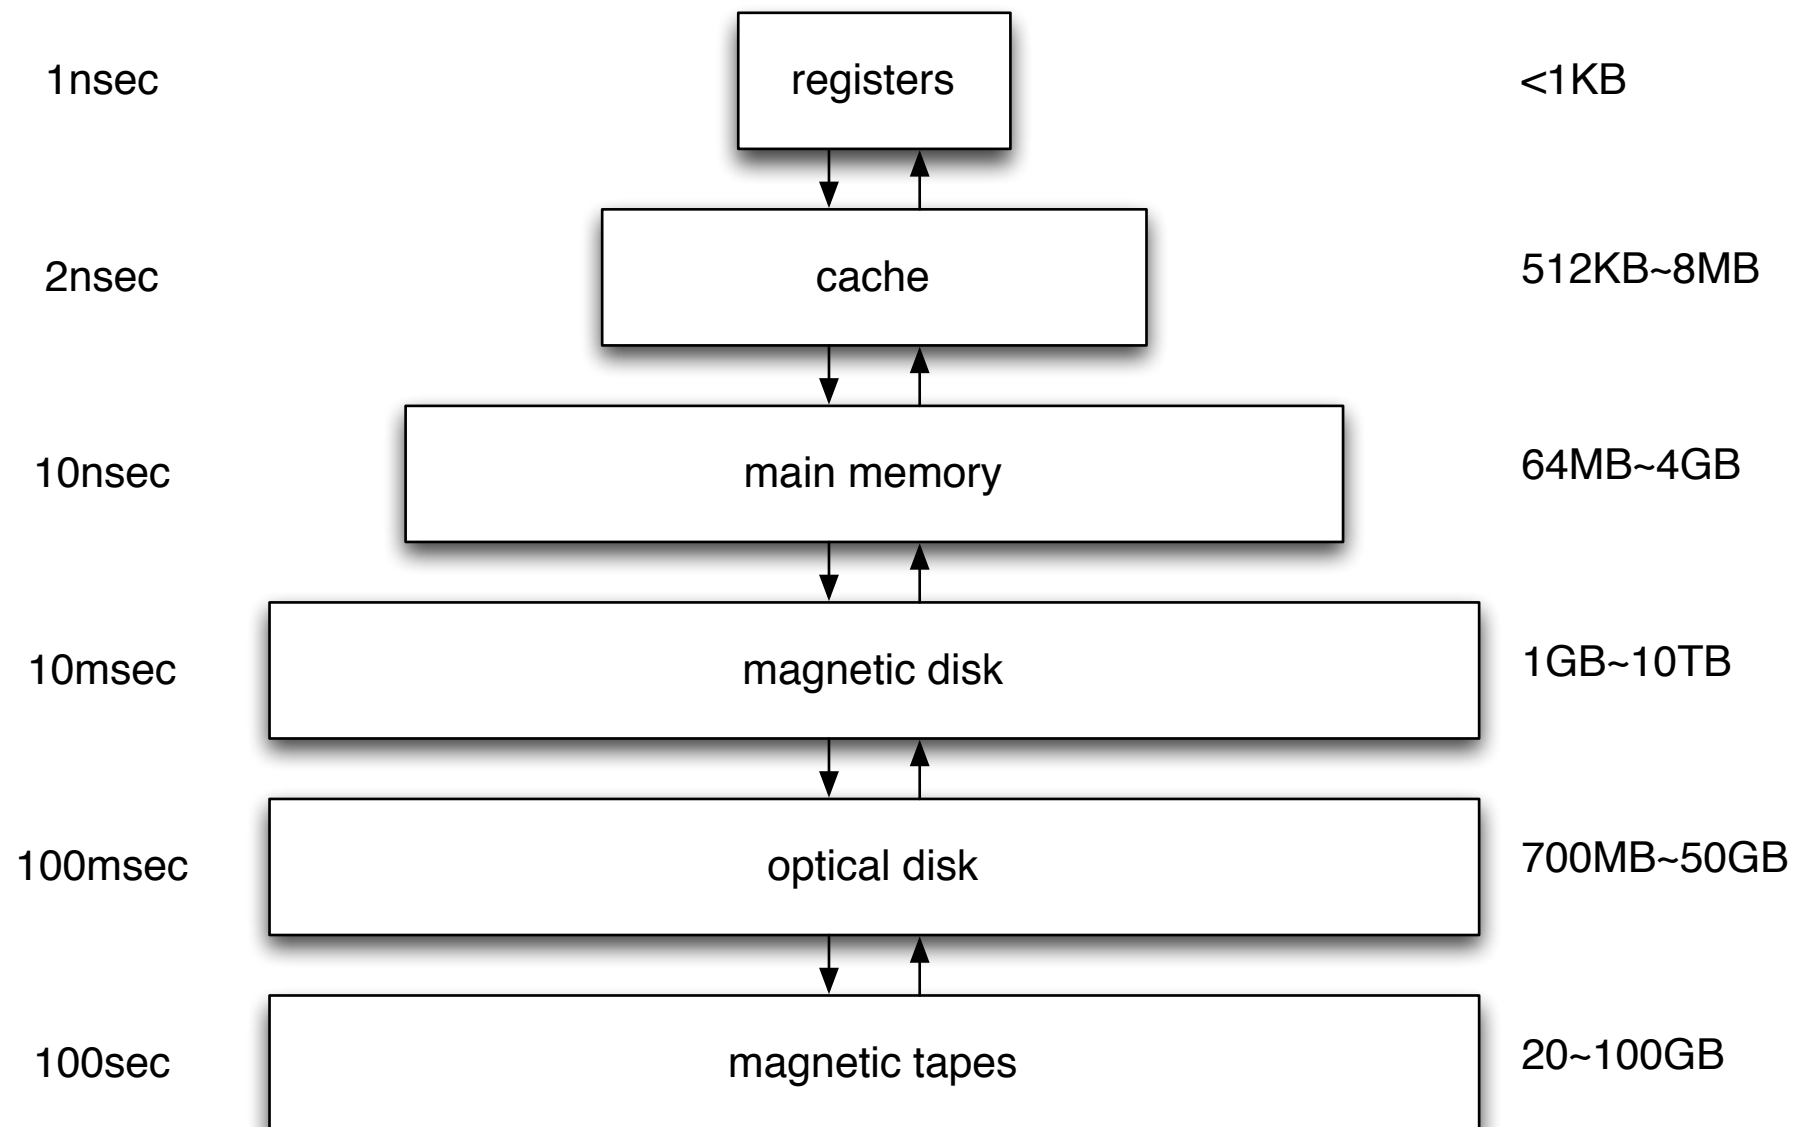 1nsec registers <1KB
2nsec cache 512KB~8MB
10nsec main memory 64MB~4GB
10msec magnetic disk 1GB~10TB
100msec optical disk 700MB~50GB
100sec magnetic tapes 20~100GB